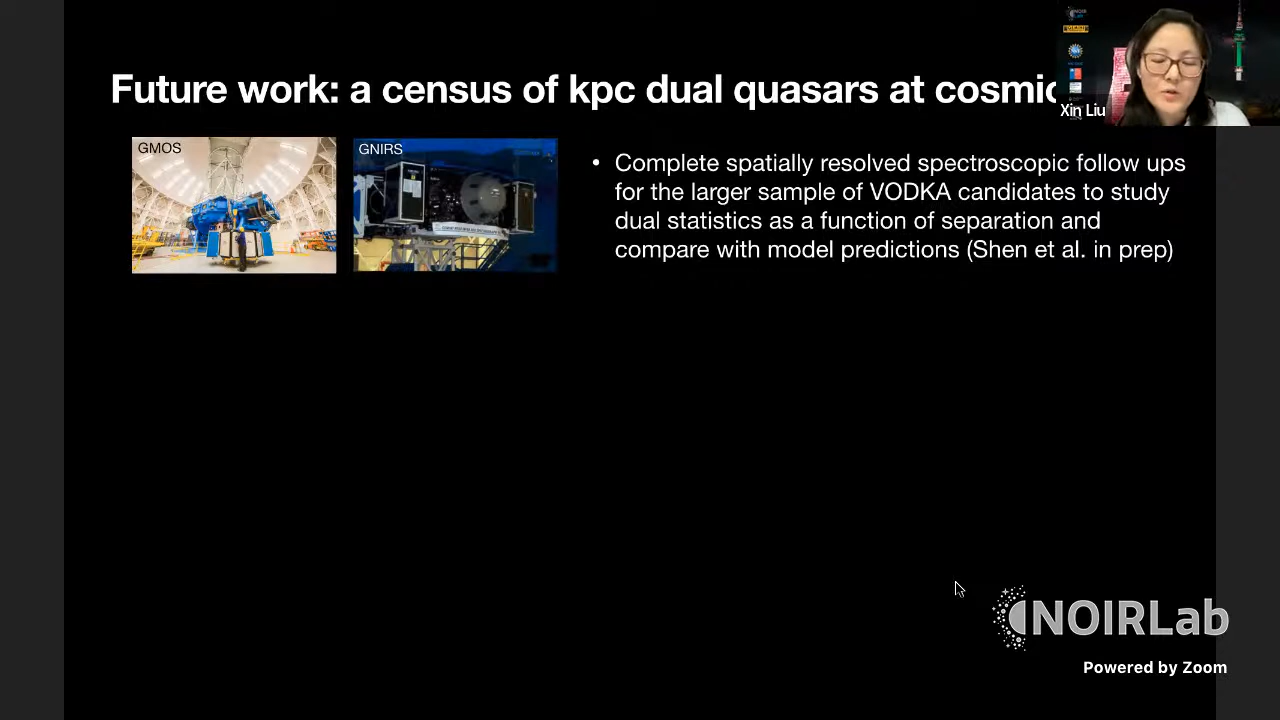 Future work: a census of kpc dual quasars at cosmic
Xin Liu
GMOS
GNIRS
• Complete spatially resolved spectroscopic follow ups
for the larger sample of VODKA candidates to study
dual statistics as a function of separation and
compare with model predictions (Shen et al. in prep)
NOIRLab
Powered by Zoom